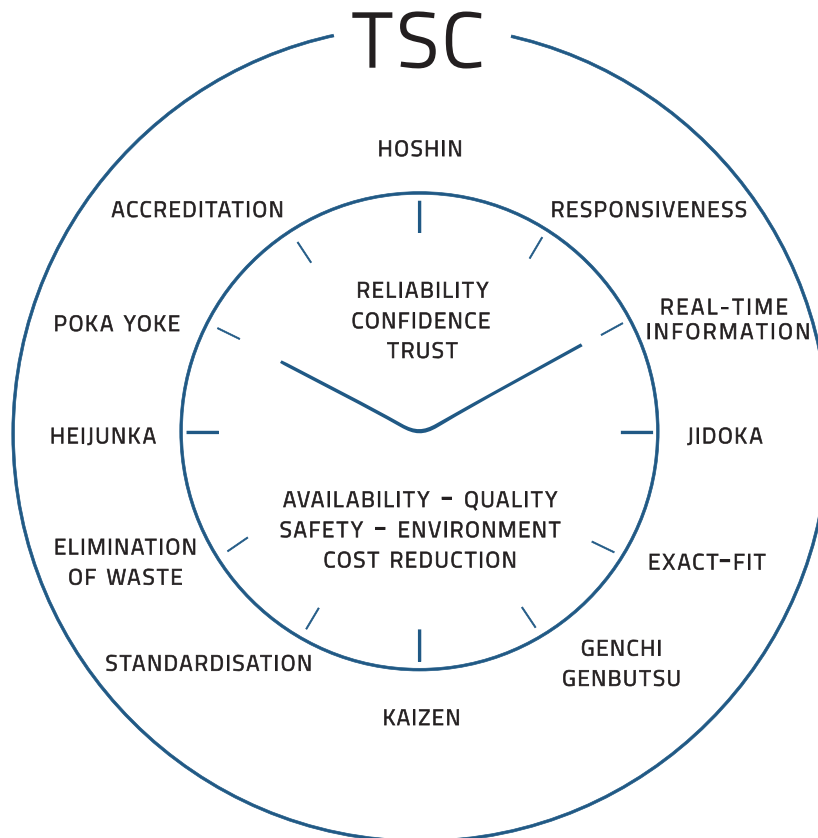 TSC
HOSHIN
ACCREDITATION
RESPONSIVENESS
RELIABILITY
CONFIDENCE
TRUST
POKA YOKE
REAL-TIME
INFORMATION
HEIJUNKA
JIDOKA
AVAILABILITY - QUALITY
SAFETY - ENVIRONMENT
COST REDUCTION
ELIMINATION
OF WASTE
EXACT-FIT
STANDARDISATION
GENCHI
GENBUTSU
KAIZEN